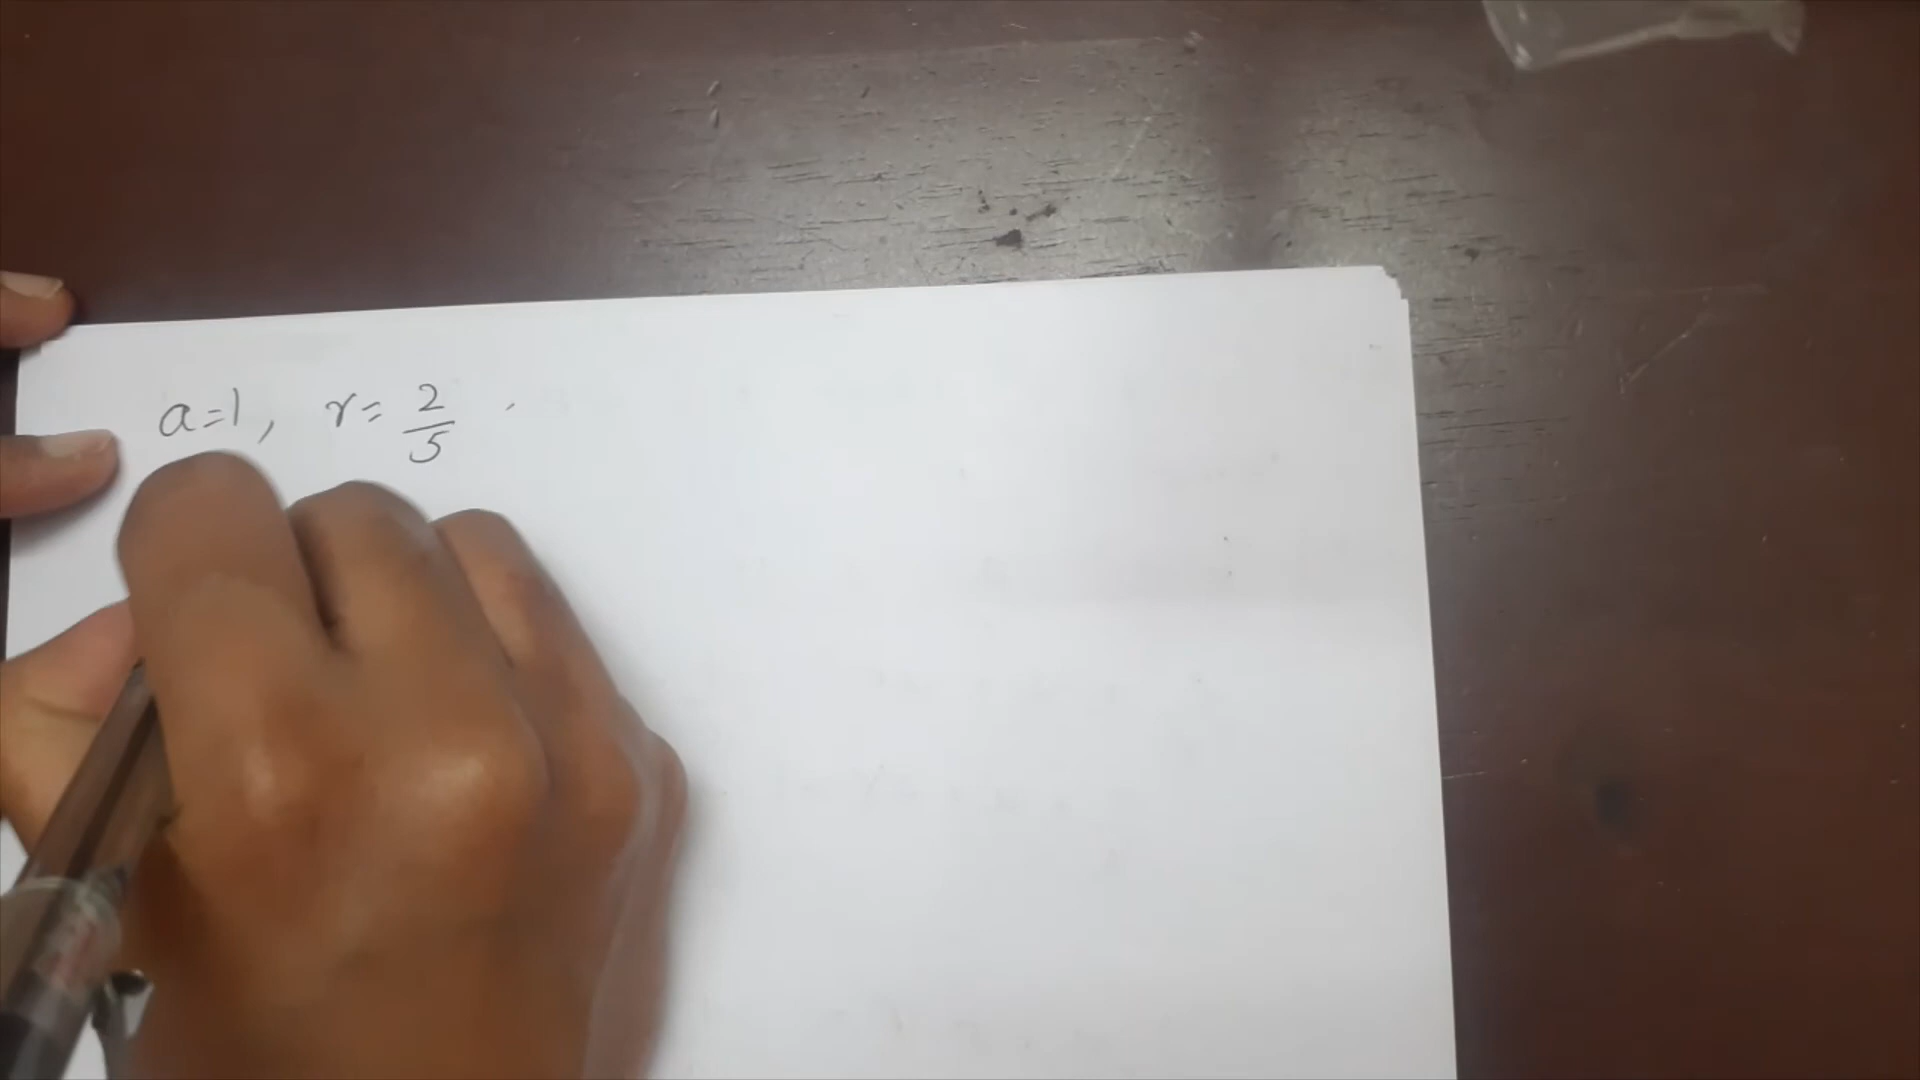 a=1, r= 2/5